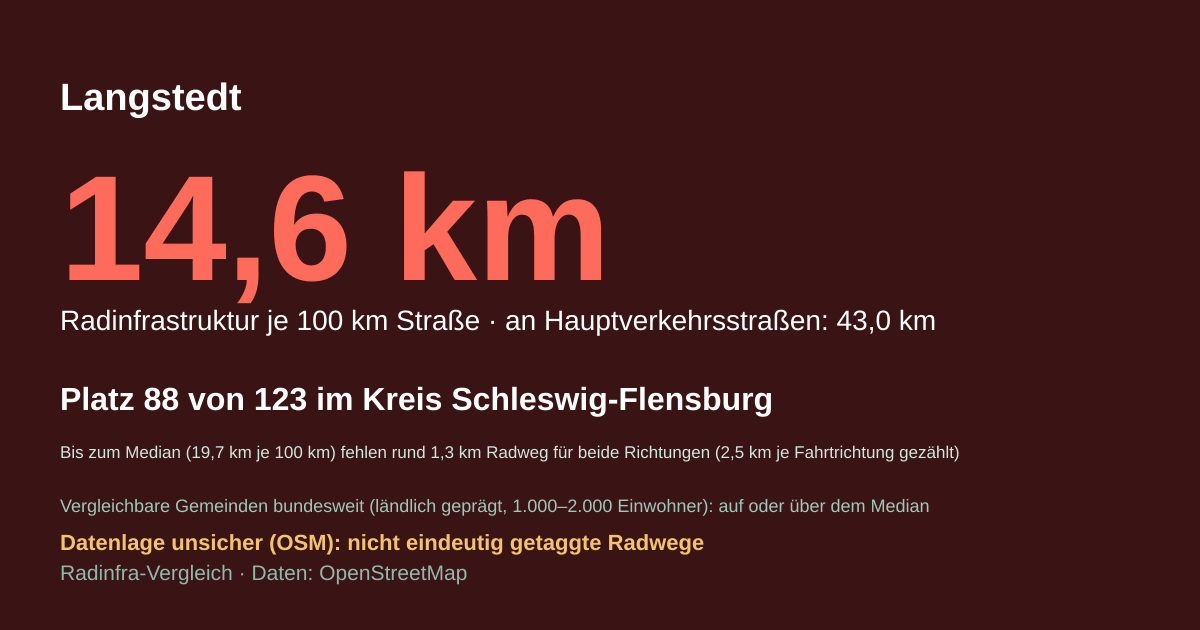 Langstedt
14,6 km
Radinfrastruktur je 100 km Straße · an Hauptverkehrsstraßen: 43,0 km
Platz 88 von 123 im Kreis Schleswig-Flensburg
Bis zum Median (19,7 km je 100 km) fehlen rund 1,3 km Radweg für beide Richtungen (2,5 km je Fahrtrichtung gezählt)
Vergleichbare Gemeinden bundesweit (ländlich geprägt, 1.000–2.000 Einwohner): auf oder über dem Median
Datenlage unsicher (OSM): nicht eindeutig getaggte Radwege
Radinfra-Vergleich · Daten: OpenStreetMap